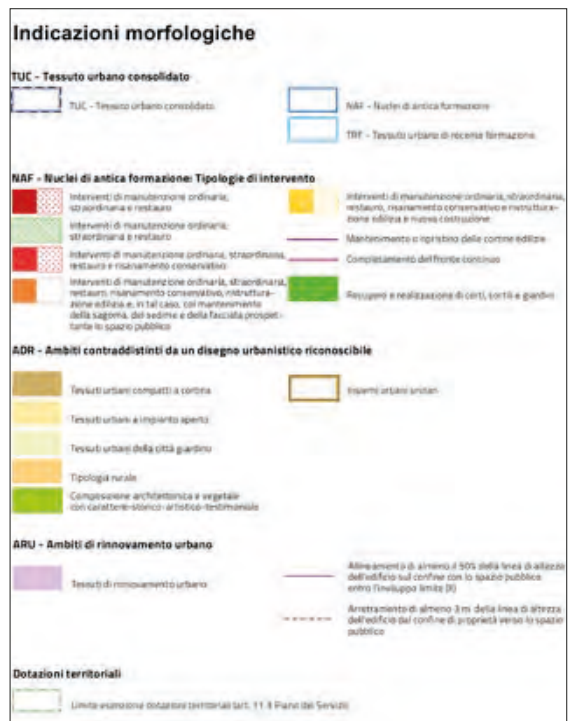 Indicazioni morfologiche
TUC - Tessuto urbano consolidato
TUC - Tessuto urbano consolidato
NAF - Nuclei di antica formazione
TRF - Tessuto urbano di recente formazione
NAF - Nuclei di antica formazione: Tipologie di intervento
Interventi di manutenzione ordinaria,
straordinaria e restauro
Interventi di manutenzione ordinaria,
straordinaria e restauro
Interventi di manutenzione ordinaria, straordinaria,
restauro e risanamento conservativo
Interventi di manutenzione ordinaria, straordinaria,
restauro, risanamento conservativo, ristruttura-
zione edilizia e, in tal caso, col mantenimento
della sagoma, del sedime e della facciata prospet-
tante lo spazio pubblico
Interventi di manutenzione ordinaria, straordinaria,
restauro, risanamento conservativo e ristruttura-
zione edilizia e nuova costruzione
Mantenimento o ripristino delle cortine edilizie
Completamento del fronte continuo
Recupero e realizzazione di corti, cortili e giardini
ADR - Ambiti contraddistinti da un disegno urbanistico riconoscibile
Tessuti urbani compatti a cortina
Tessuti urbani a impianto aperto
Tessuti urbani della città giardino
Tipologia rurale
Composizione architettonica e vegetale
con carattere storico-artistico-testimoniale
Insiemi urbani unitari
ARU - Ambiti di rinnovamento urbano
Tessuti di rinnovamento urbano
Allineamento di almeno il 50% della linea di altezza
dell'edificio sul confine con lo spazio pubblico
entro l'inviluppo limite
Arretramento di almeno 3 m della linea di altezza
dell'edificio dal confine di proprietà verso lo spazio
pubblico
Dotazioni territoriali
Limite esenzione dotazioni territoriali (art. 11 Piano dei Servizi)